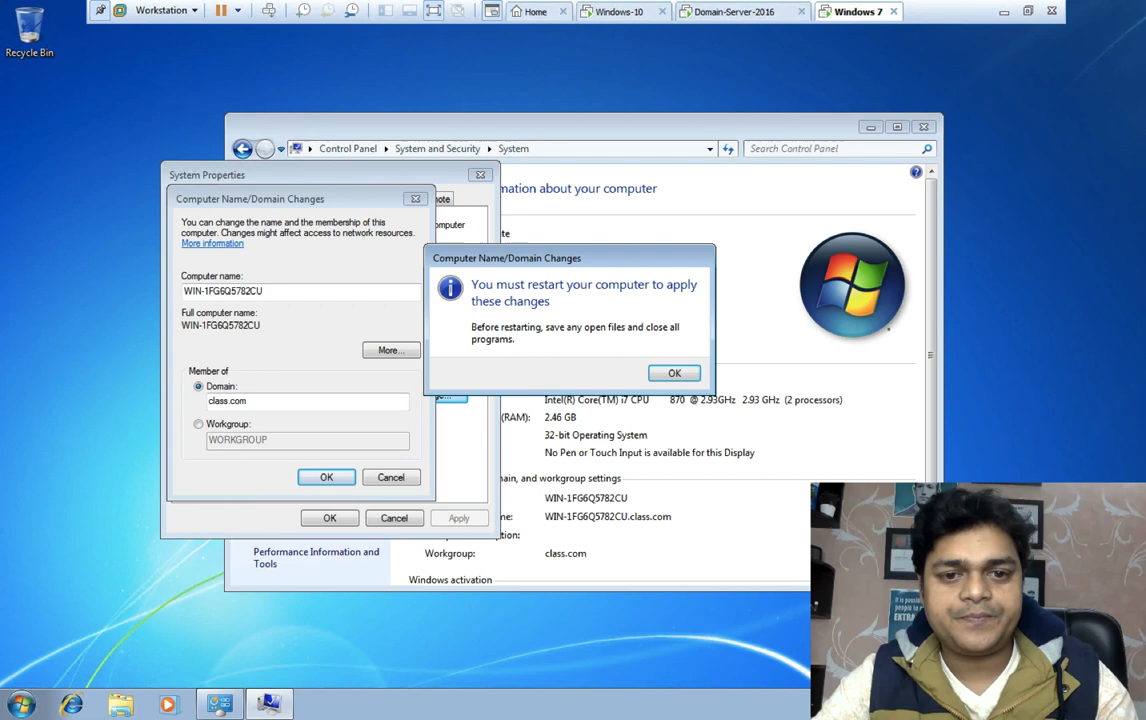 Workstation
Home
Windows-10
Domain-Server-2016
Windows 7
Recycle Bin
Control Panel
System and Security
System
Search Control Panel
System Properties
mation about your computer
Computer Name/Domain Changes
note
You can change the name and the membership of this
computer. Changes might affect access to network resources.
More information
omputer
te
Computer name:
WIN-1FG6Q5782CU
Full computer name:
WIN-1FG6Q5782CU
More...
Member of
Domain:
class.com
Workgroup:
WORKGROUP
OK
Cancel
OK
Cancel
Apply
Computer Name/Domain Changes
You must restart your computer to apply
these changes
Before restarting, save any open files and close all
programs.
OK
Intel(R) Core(TM) i7 CPU 870 @ 2.93GHz 2.93 GHz (2 processors)
(RAM):
2.46 GB
32-bit Operating System
No Pen or Touch Input is available for this Display
main, and workgroup settings
WIN-1FG6Q5782CU
me:
WIN-1FG6Q5782CU.class.com
ption:
Workgroup:
class.com
Windows activation
Performance Information and
Tools